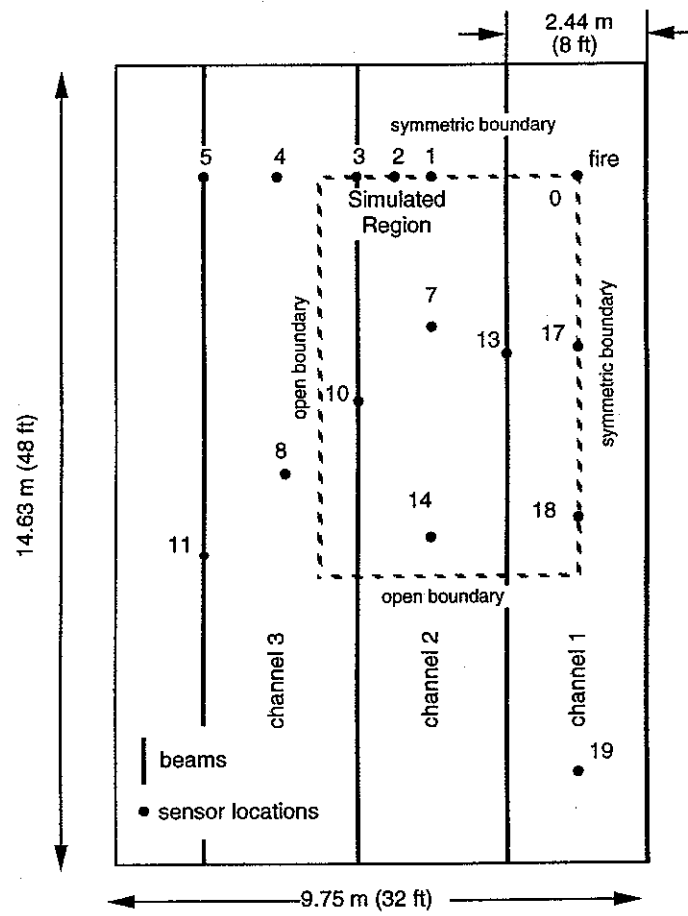 2.44 m
(8 ft)
symmetric boundary
5
4
3
2
1
fire
Simulated
Region
0
7
13
17
open boundary
symmetric boundary
10
14.63 m (48 ft)
8
14
18
11
open boundary
channel 3
channel 2
channel 1
beams
19
sensor locations
9.75 m (32 ft)